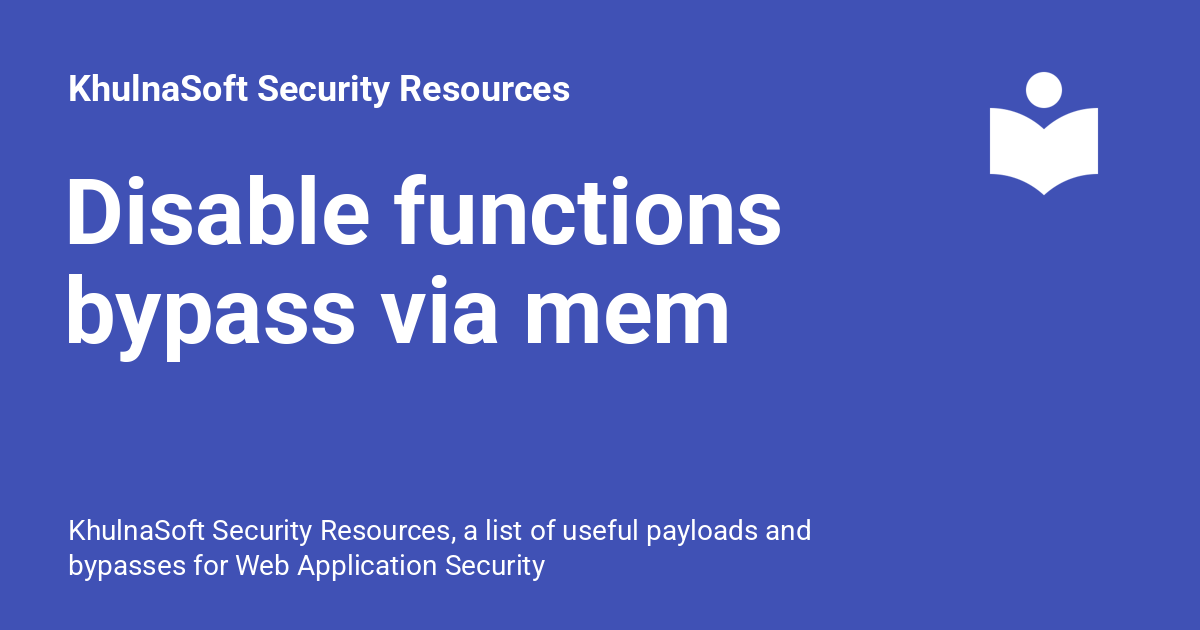 KhulnaSoft Security Resources
Disable functions
bypass via mem
KhulnaSoft Security Resources, a list of useful payloads and
bypasses for Web Application Security